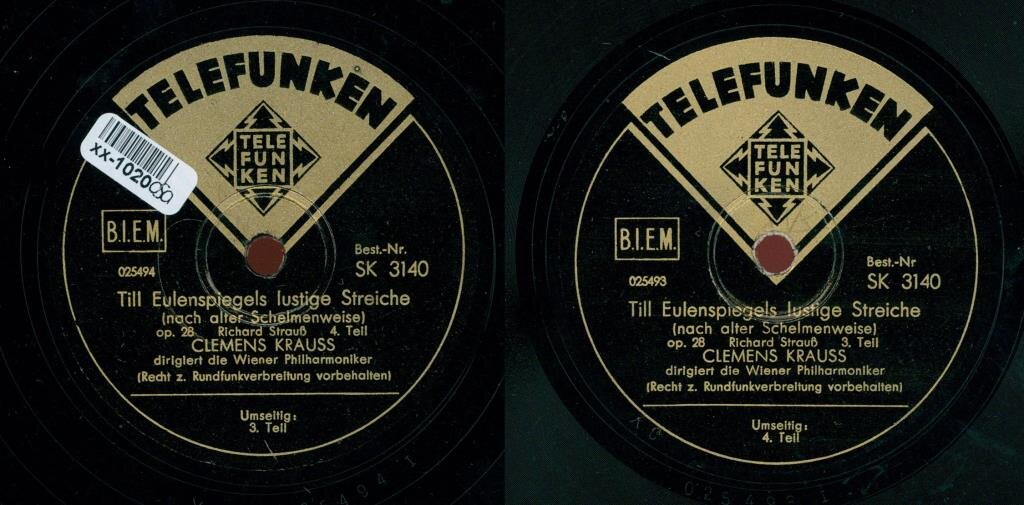 TELEFUNKEN
TELE
FUN
KEN
xx-1020
B.I.E.M.
025494
Best.-Nr.
SK 3140
Till Eulenspiegels lustige Streiche
(nach alter Schelmenweise)
op. 28 Richard Strauß 4. Teil
CLEMENS KRAUSS
dirigiert die Wiener Philharmoniker
(Recht z. Rundfunkverbreitung vorbehalten)
Umseitig:
3. Teil
TELEFUNKEN
TELE
FUN
KEN
B.I.E.M.
025493
Best.-Nr
SK 3140
Till Eulenspiegels lustige Streiche
(nach alter Schelmenweise)
op. 28 Richard Strauß 3. Teil
CLEMENS KRAUSS
dirigiert die Wiener Philharmoniker
(Recht z. Rundfunkverbreitung vorbehalten)
Umseitig:
4. Teil